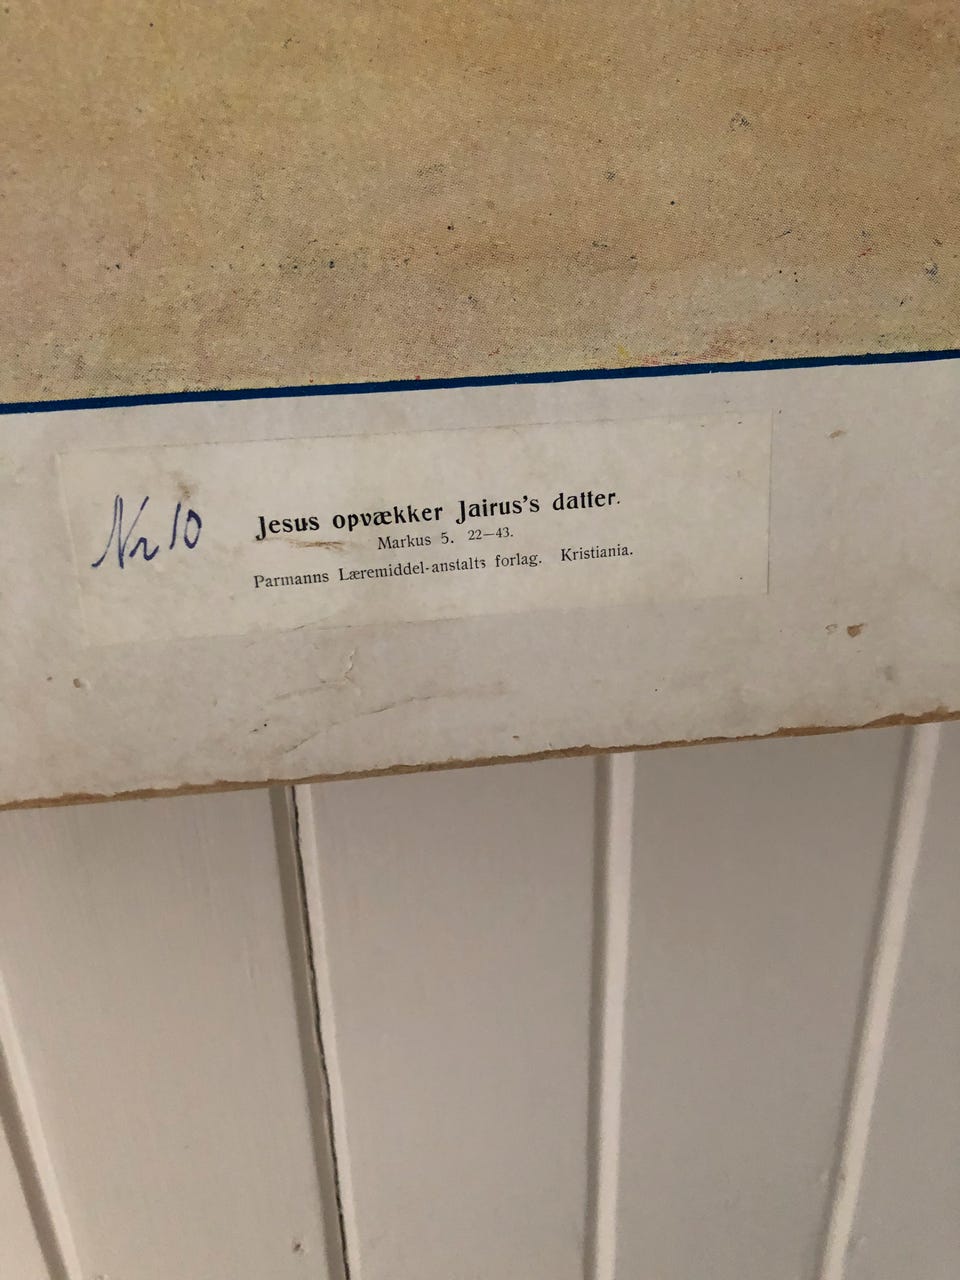 Nr 10
Jesus opvækker Jairus's datter.
Markus 5. 22—43.
Parmanns Læremiddel-anstalts forlag. Kristiania.